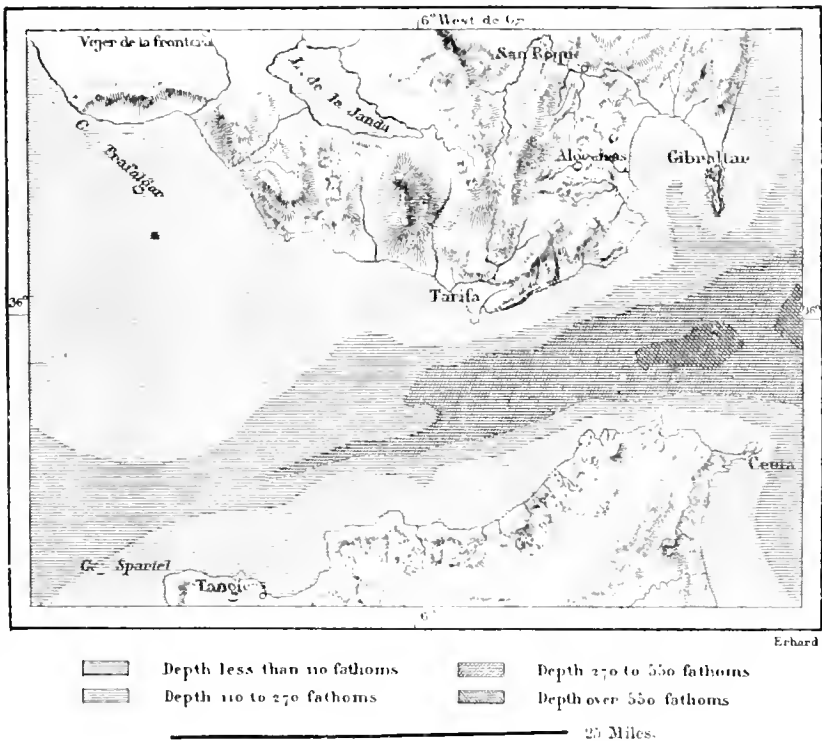 6° West de Gr
Vejer de la frontera
San Roque
L. de la Janda
C. Trafalgar
Algeciras
Gibraltar
36°
Tarifa
36°
Ceuta
C. Spartel
Tangiers
6°
Erhard
Depth less than 110 fathoms
Depth 270 to 550 fathoms
Depth 110 to 270 fathoms
Depth over 550 fathoms
25 Miles.